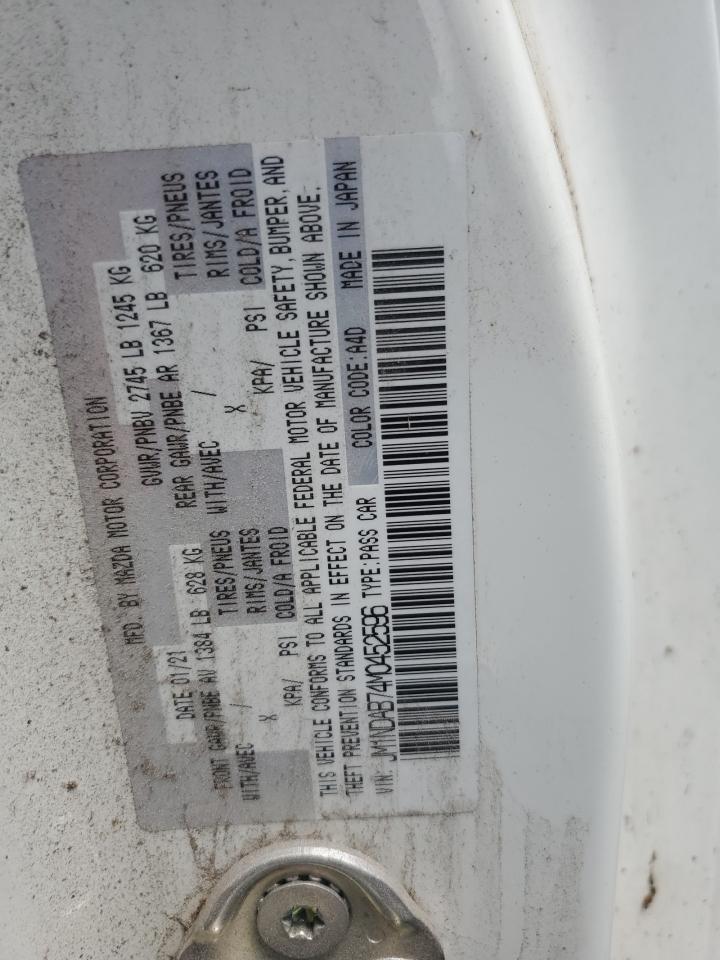 MFD. BY MAZDA MOTOR CORPORATION
DATE 01/21 GVWR/PNBV 2745 LB 1245 KG
FRONT GAWR/PNBE AV 1384 LB 628 KG REAR GAWR/PNBE AR 1367 LB 620 KG
WITH/AVEC / TIRES/PNEUS WITH/AVEC / TIRES/PNEUS
X RIMS/JANTES X RIMS/JANTES
KPA/ PSI COLD/A FROID KPA/ PSI COLD/A FROID
THIS VEHICLE CONFORMS TO ALL APPLICABLE FEDERAL MOTOR VEHICLE SAFETY, BUMPER, AND
THEFT PREVENTION STANDARDS IN EFFECT ON THE DATE OF MANUFACTURE SHOWN ABOVE.
COLOR CODE:A4D MADE IN JAPAN
VIN: JM1NDAB74M0452596 TYPE:PASS CAR